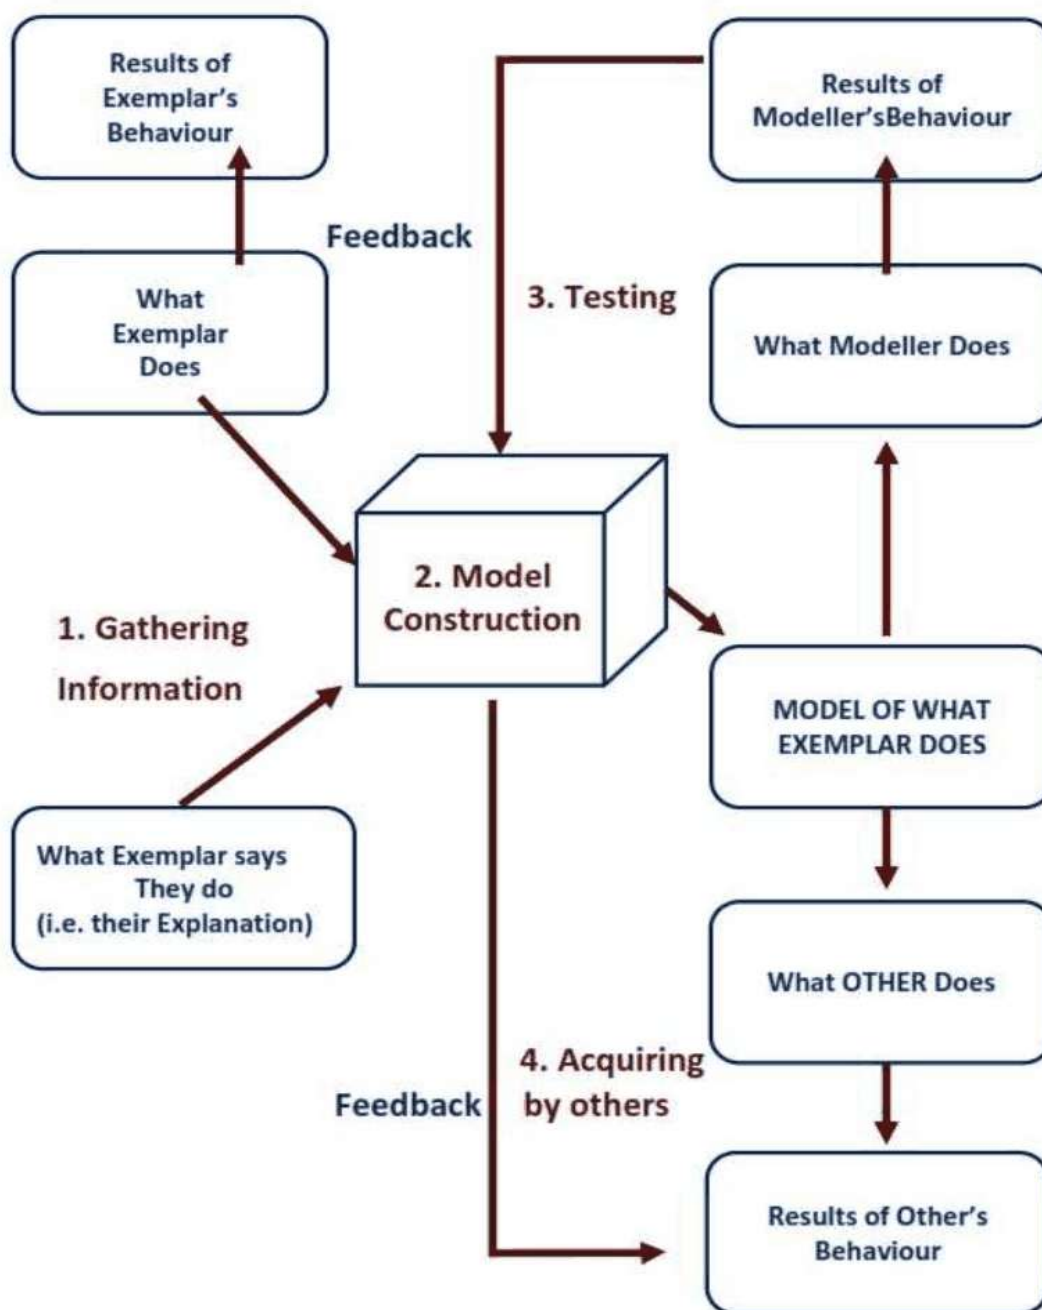 Results of
Exemplar's
Behaviour
Results of
Modeller'sBehaviour
Feedback
3. Testing
What
Exemplar
Does
What Modeller Does
2. Model
Construction
1. Gathering
Information
MODEL OF WHAT
EXEMPLAR DOES
What Exemplar says
They do
(i.e. their Explanation)
What OTHER Does
4. Acquiring
by others
Feedback
Results of Other's
Behaviour